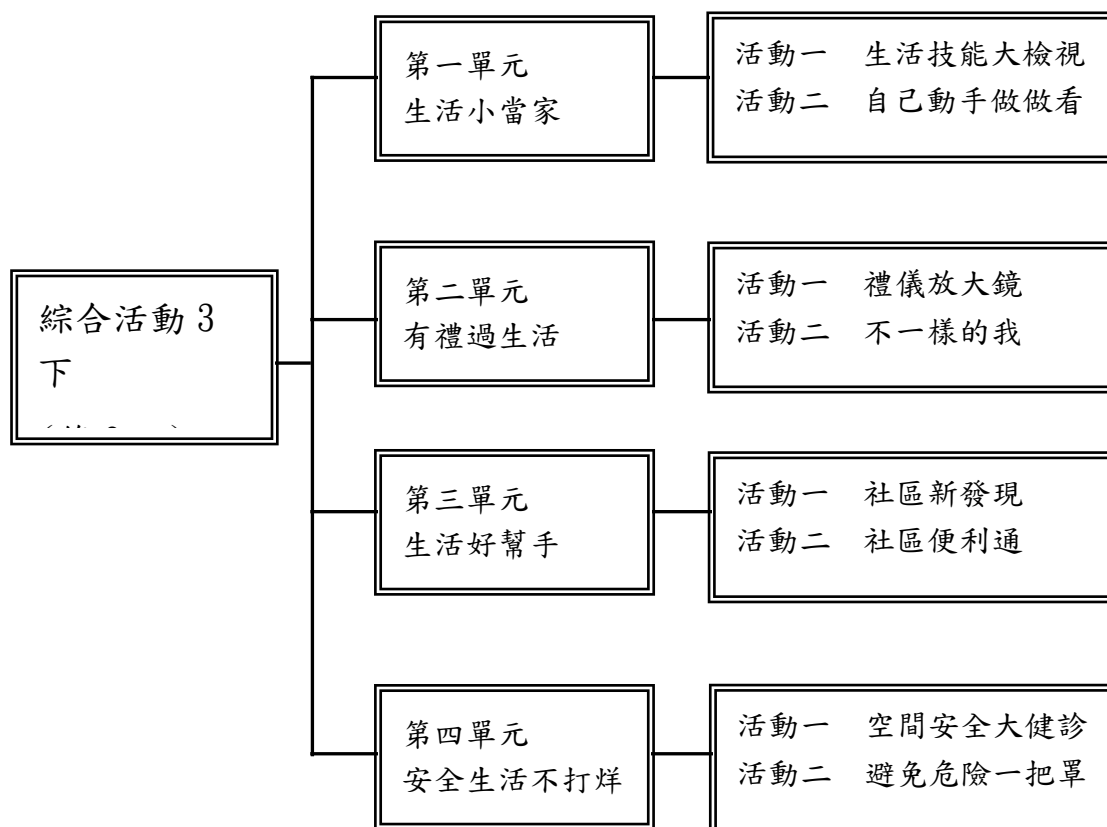 綜合活動 3
下
第一單元
生活小當家
活動一　生活技能大檢視
活動二　自己動手做做看
第二單元
有禮過生活
活動一　禮儀放大鏡
活動二　不一樣的我
第三單元
生活好幫手
活動一　社區新發現
活動二　社區便利通
第四單元
安全生活不打烊
活動一　空間安全大健診
活動二　避免危險一把罩